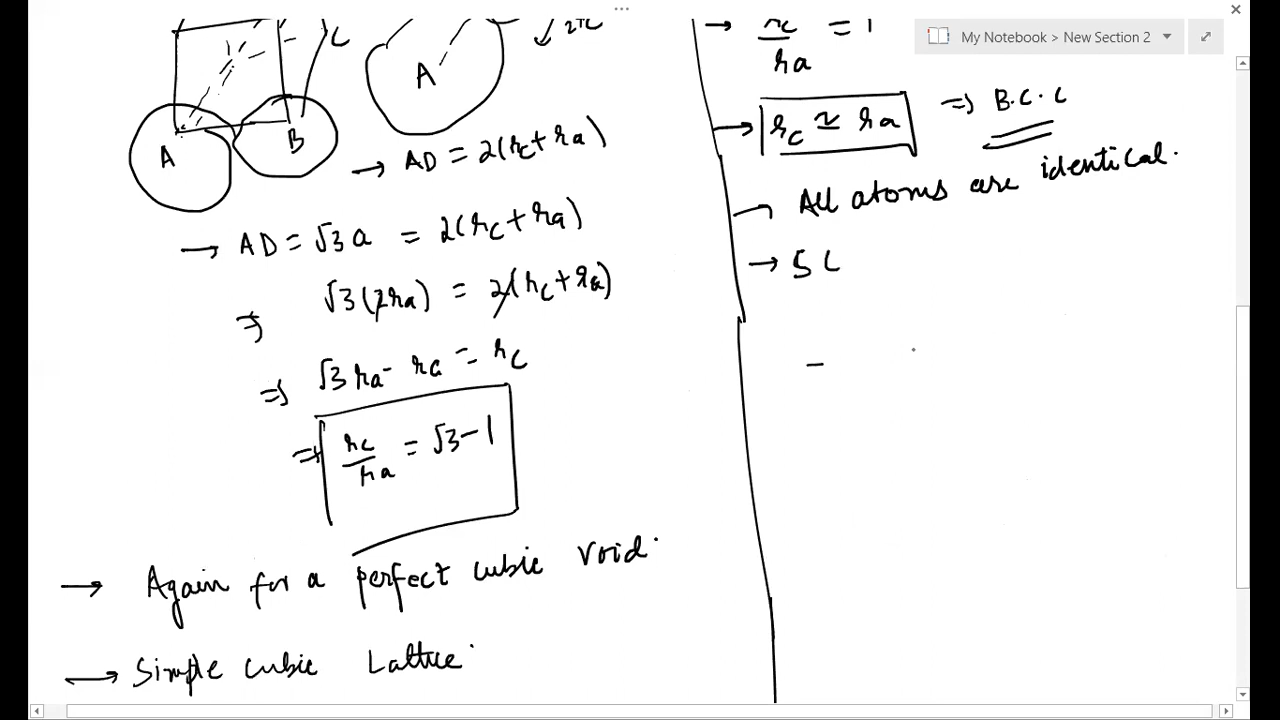 My Notebook > New Section 2
C
A
B
A
→ AD = 2(rc + ra)
→ AD = √3 a = 2(rc + ra)
⇒ √3 (2ra) = 2(rc + ra)
⇒ √3 ra - ra = rc
⇒ rc/ra = √3 - 1
→ Again for a perfect cubic void.
→ Simple cubic Lattice
→ rc/ra = 1
→ rc ≃ ra ⇒ B.C.C
→ All atoms are identical.
→ SC
-